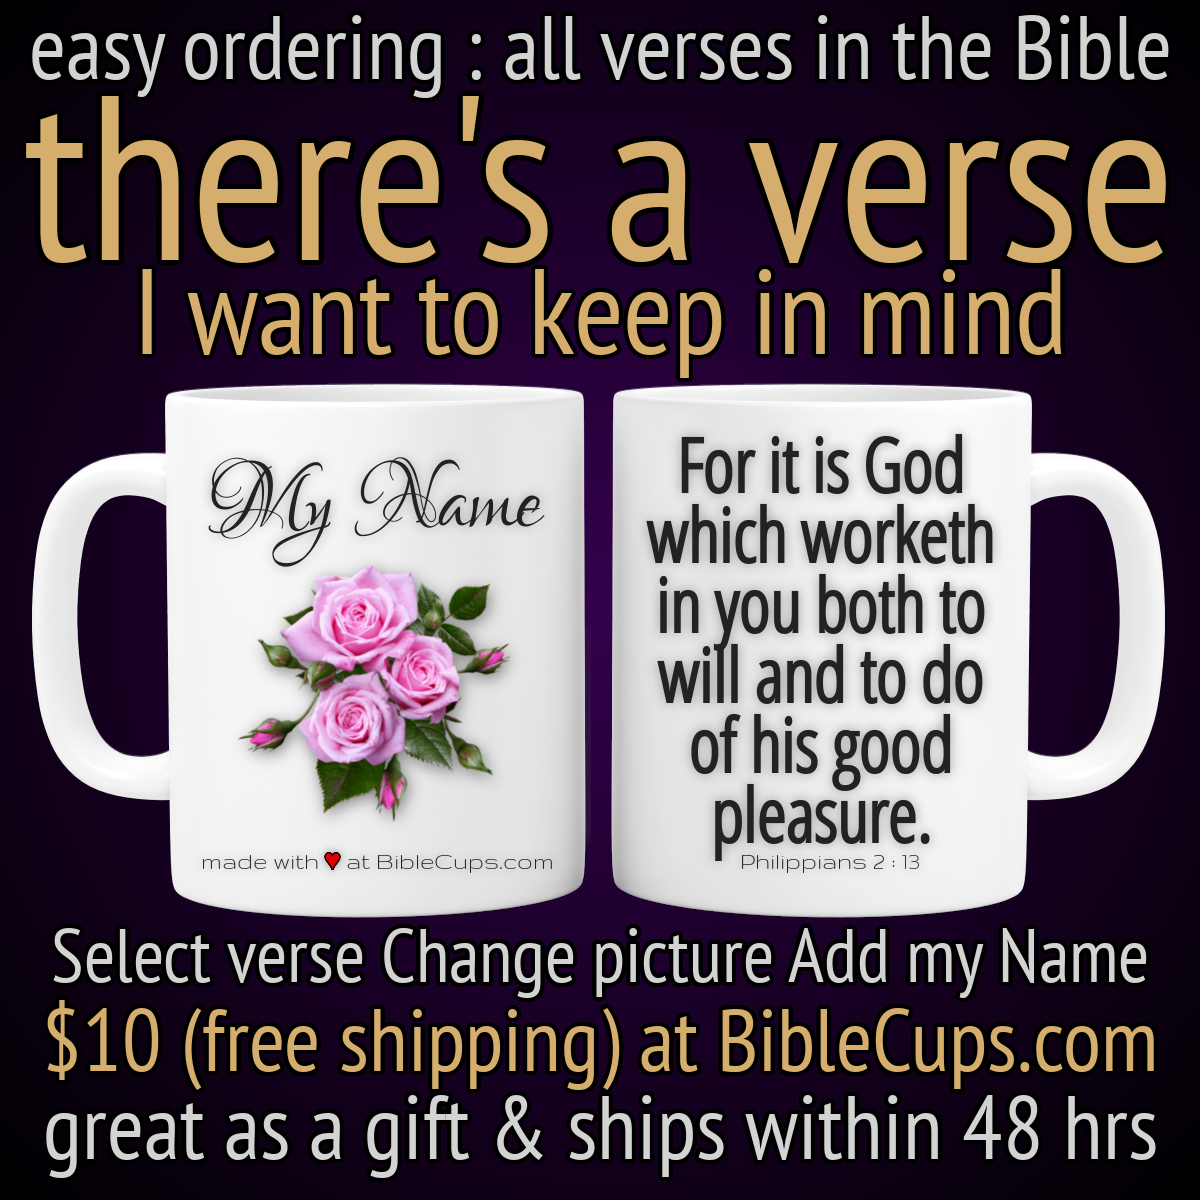 easy ordering : all verses in the Bible
there's a verse
I want to keep in mind
My Name
made with ♥ at BibleCups.com
For it is God
which worketh
in you both to
will and to do
of his good
pleasure.
Philippians 2 : 13
Select verse Change picture Add my Name
$10 (free shipping) at BibleCups.com
great as a gift & ships within 48 hrs